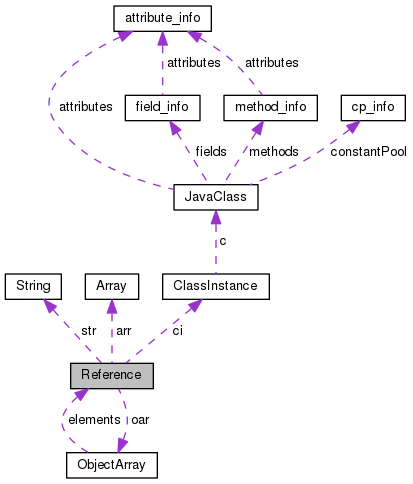 attribute_info
attributes
attributes
attributes
field_info
method_info
cp_info
fields
methods
constantPool
JavaClass
c
String
Array
ClassInstance
str
arr
ci
Reference
elements
oar
ObjectArray